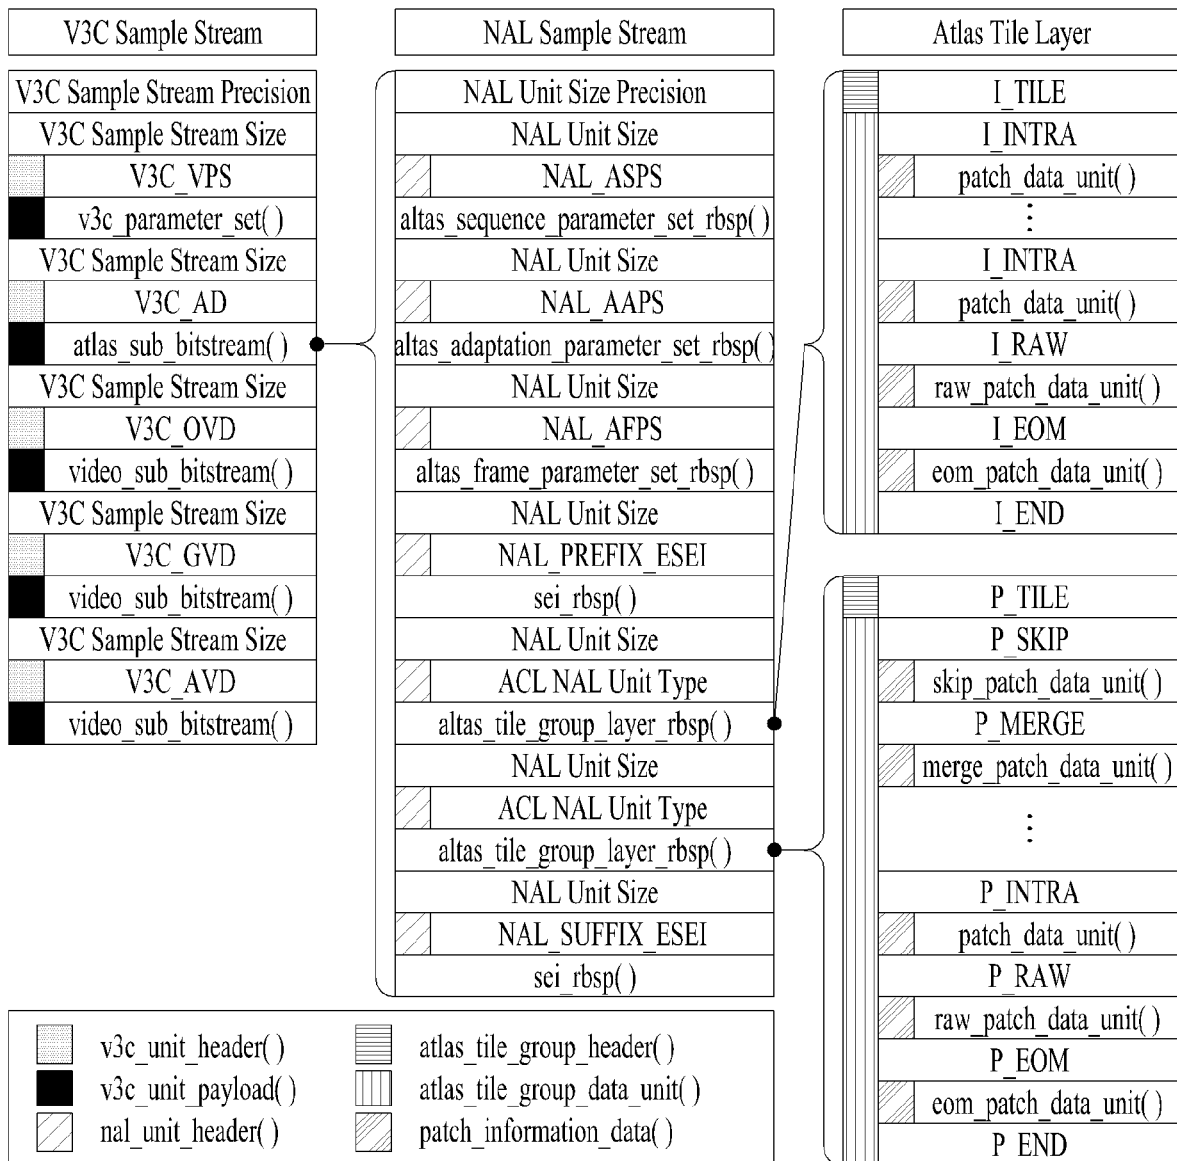 V3C Sample Stream
V3C Sample Stream Precision
V3C Sample Stream Size
V3C_VPS
v3c_parameter_set( )
V3C Sample Stream Size
V3C_AD
atlas_sub_bitstream( )
V3C Sample Stream Size
V3C_OVD
video_sub_bitstream( )
V3C Sample Stream Size
V3C_GVD
video_sub_bitstream( )
V3C Sample Stream Size
V3C_AVD
video_sub_bitstream( )
NAL Sample Stream
NAL Unit Size Precision
NAL Unit Size
NAL_ASPS
altas_sequence_parameter_set_rbsp( )
NAL Unit Size
NAL_AAPS
altas_adaptation_parameter_set_rbsp( )
NAL Unit Size
NAL_AFPS
altas_frame_parameter_set_rbsp( )
NAL Unit Size
NAL_PREFIX_ESEI
sei_rbsp( )
NAL Unit Size
ACL NAL Unit Type
altas_tile_group_layer_rbsp( )
NAL Unit Size
ACL NAL Unit Type
altas_tile_group_layer_rbsp( )
NAL Unit Size
NAL_SUFFIX_ESEI
sei_rbsp( )
Atlas Tile Layer
I_TILE
I_INTRA
patch_data_unit( )
⋮
I_INTRA
patch_data_unit( )
I_RAW
raw_patch_data_unit( )
I_EOM
eom_patch_data_unit( )
I_END
P_TILE
P_SKIP
skip_patch_data_unit( )
P_MERGE
merge_patch_data_unit( )
⋮
P_INTRA
patch_data_unit( )
P_RAW
raw_patch_data_unit( )
P_EOM
eom_patch_data_unit( )
P_END
v3c_unit_header( )
v3c_unit_payload( )
nal_unit_header( )
atlas_tile_group_header( )
atlas_tile_group_data_unit( )
patch_information_data( )